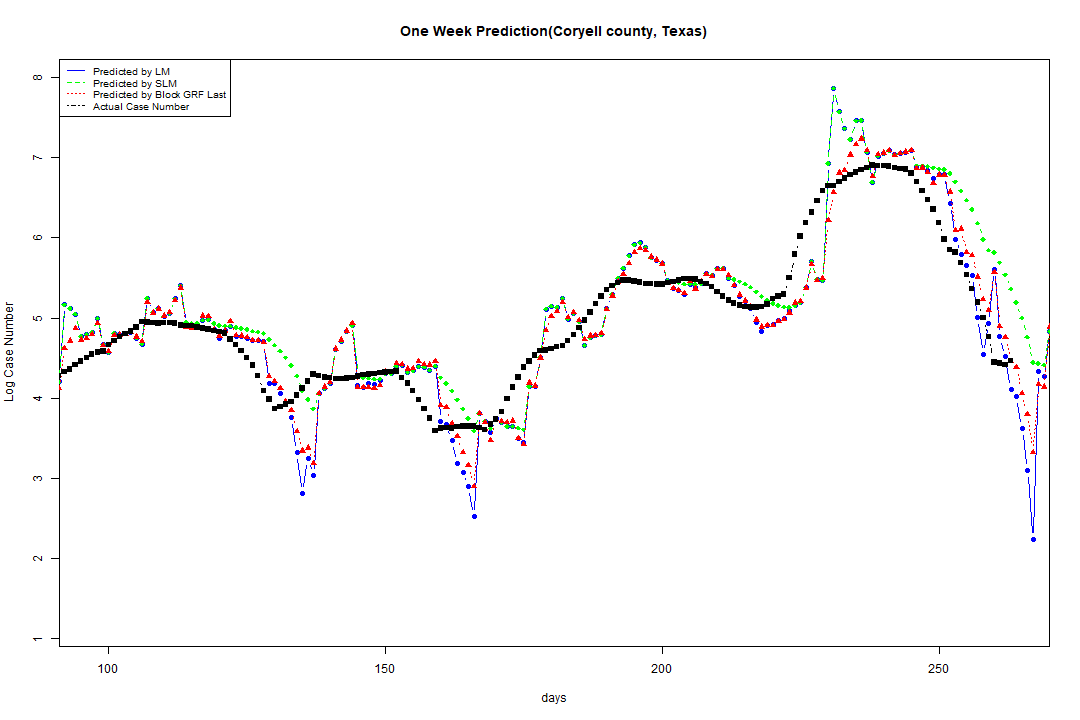 One Week Prediction(Coryell county, Texas)
Predicted by LM
Predicted by SLM
Predicted by Block GRF Last
Actual Case Number
8
7
6
5
4
3
2
1
Log Case Number
100 150 200 250
days